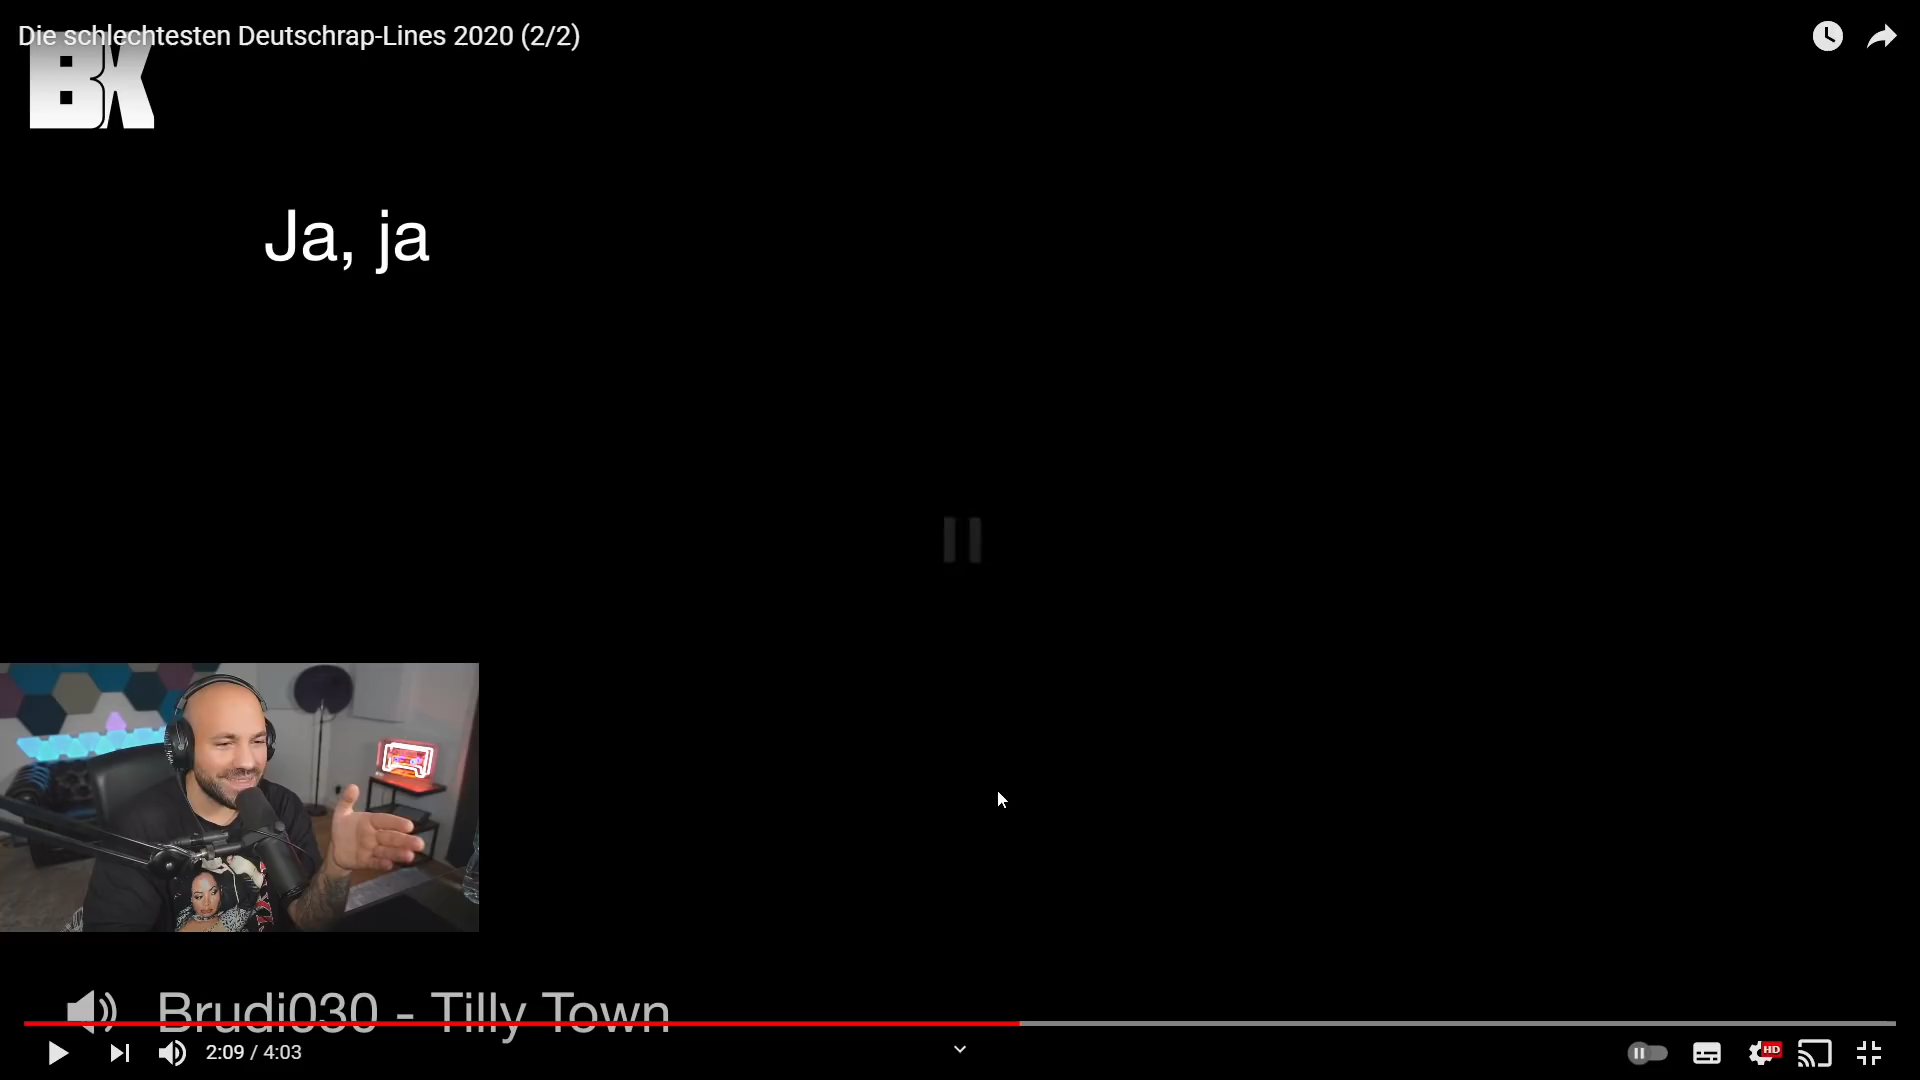 Die schlechtesten Deutschrap-Lines 2020 (2/2)
BK
Ja, ja
Brudi030 - Tilly Town
2:09 / 4:03
HD